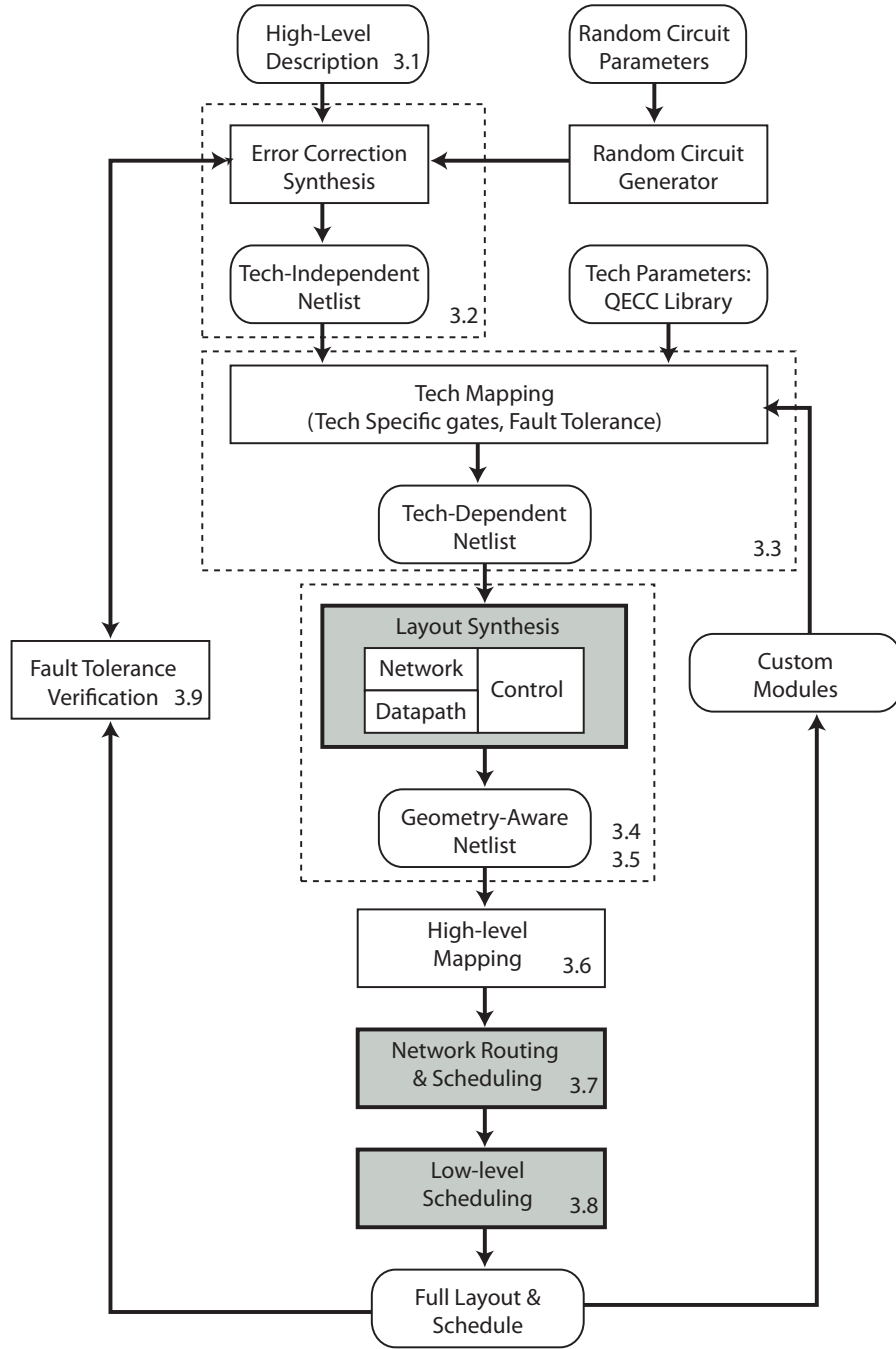 High-Level
Description 3.1
Random Circuit
Parameters
Error Correction
Synthesis
Random Circuit
Generator
Tech-Independent
Netlist
3.2
Tech Parameters:
QECC Library
Tech Mapping
(Tech Specific gates, Fault Tolerance)
Tech-Dependent
Netlist
3.3
Layout Synthesis
Network
Datapath
Control
Fault Tolerance
Verification 3.9
Custom
Modules
Geometry-Aware
Netlist
3.4
3.5
High-level
Mapping
3.6
Network Routing
& Scheduling
3.7
Low-level
Scheduling
3.8
Full Layout &
Schedule